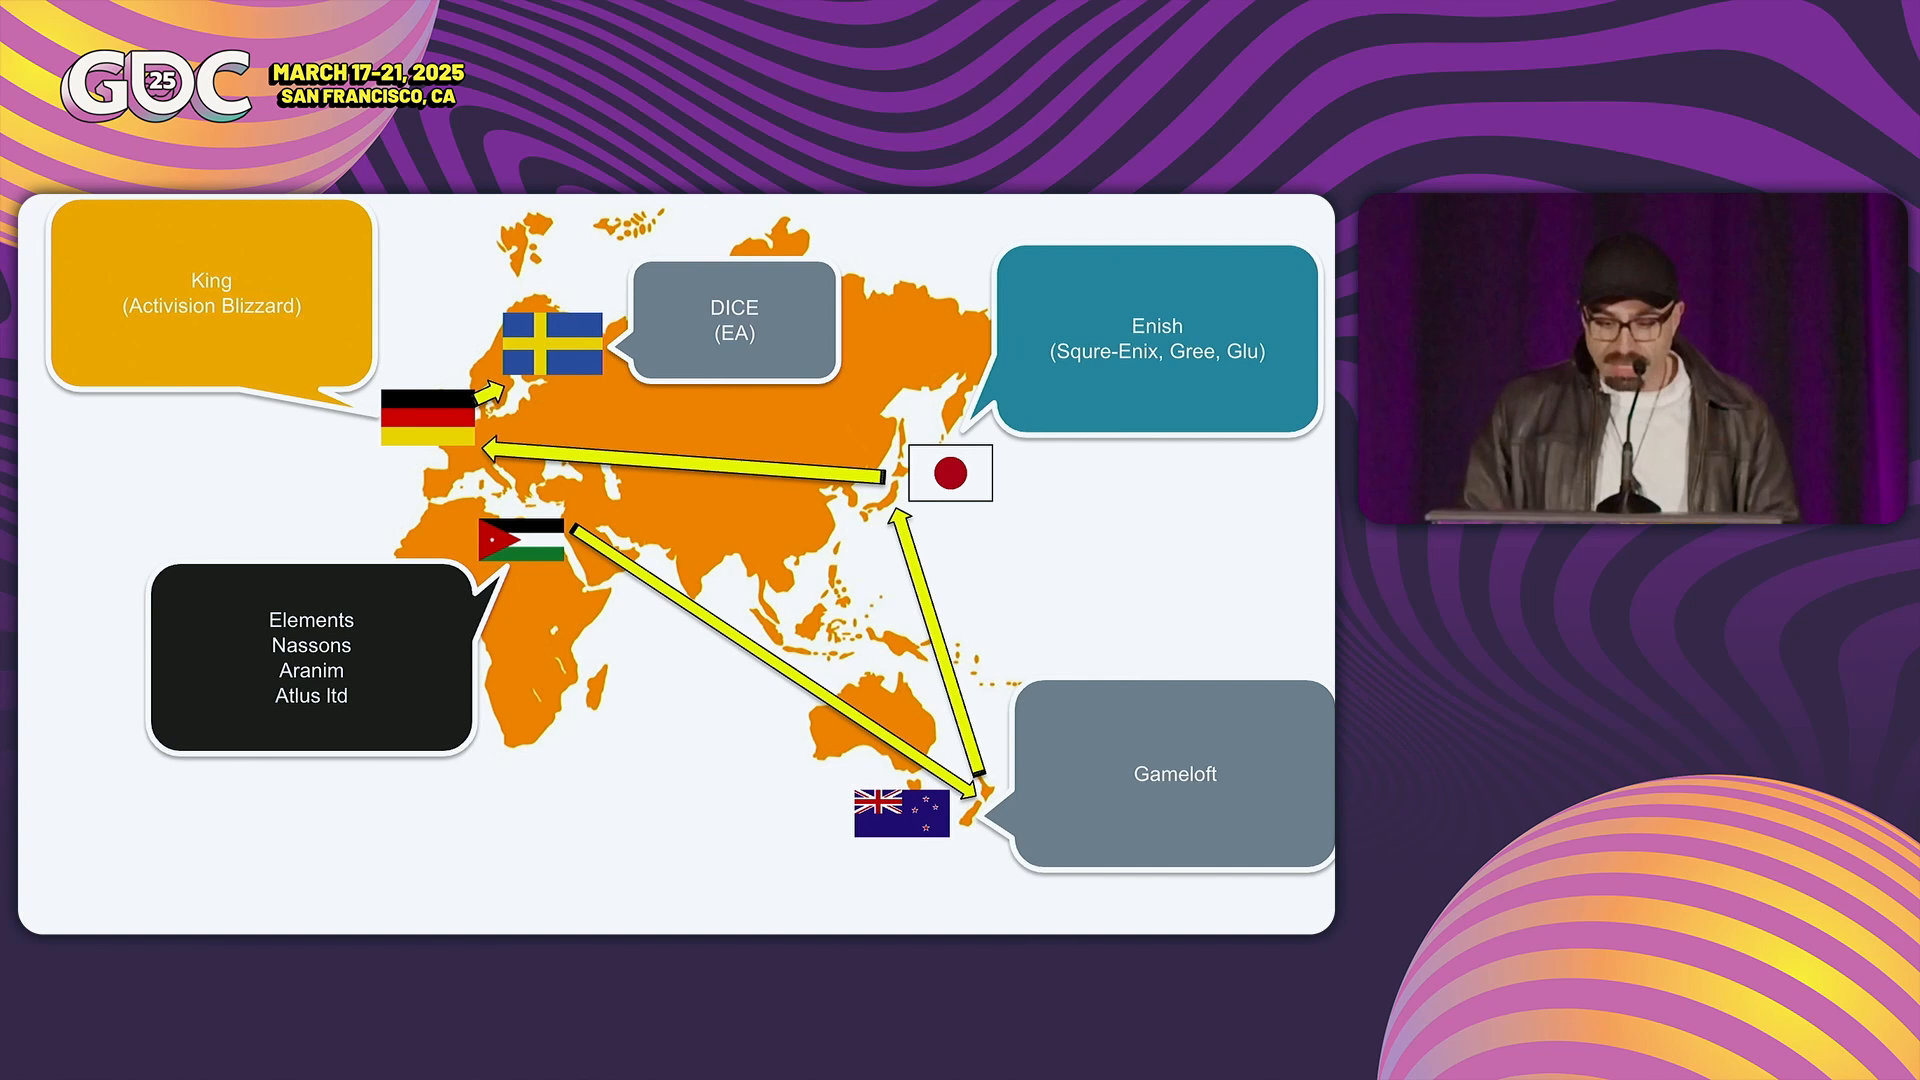 GDC
25
MARCH 17-21, 2025
SAN FRANCISCO, CA
King
(Activision Blizzard)
DICE
(EA)
Enish
(Squre-Enix, Gree, Glu)
Elements
Nassons
Aranim
Atlus ltd
Gameloft